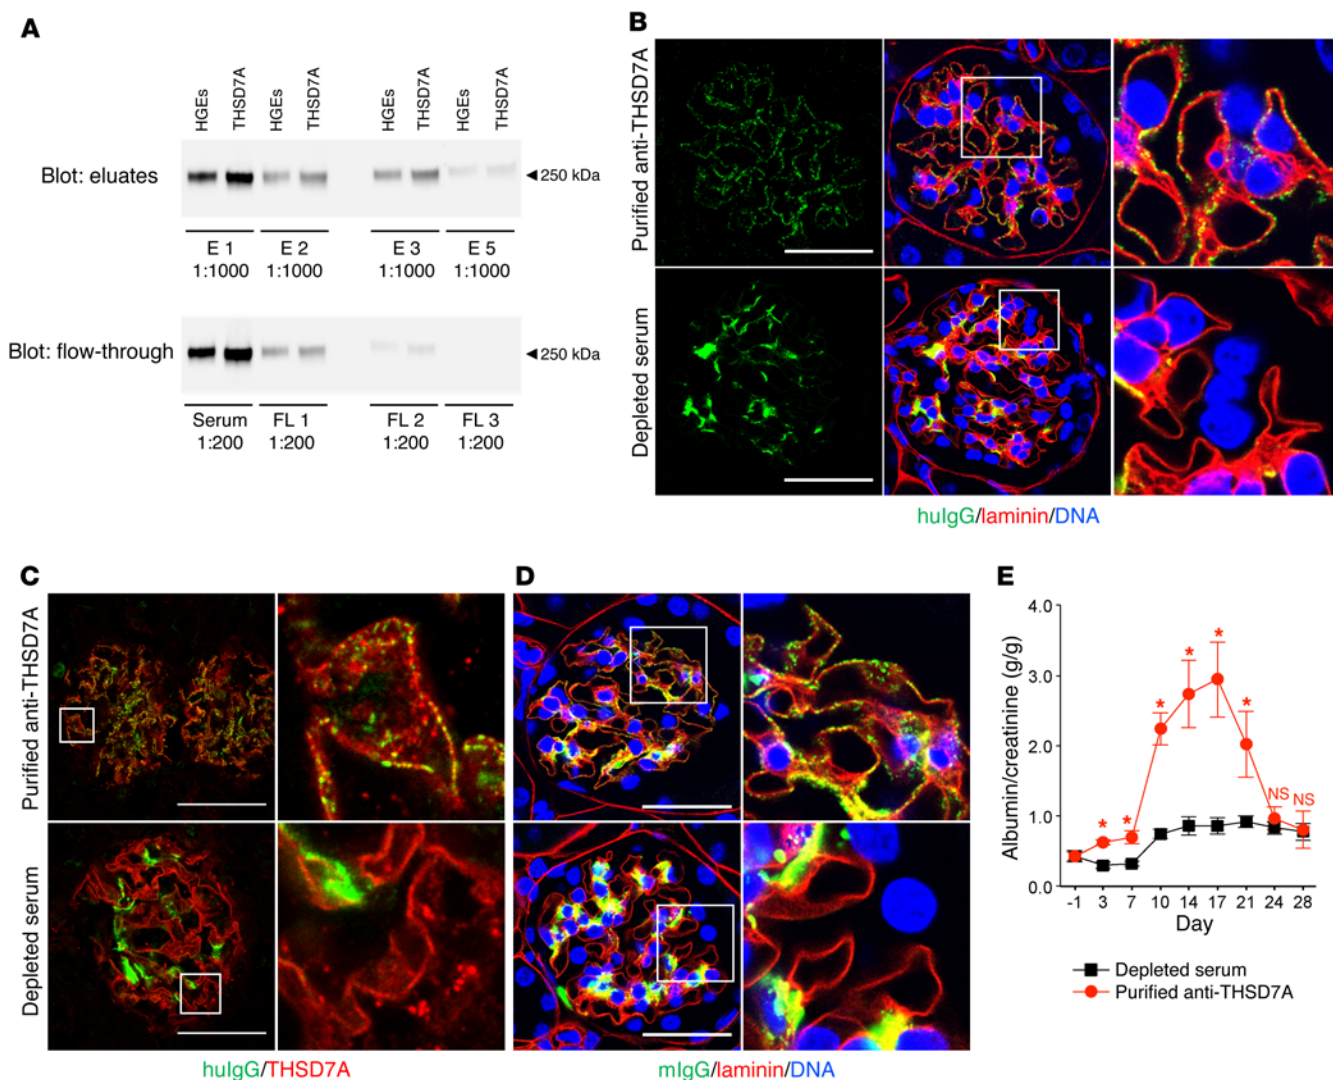 A
HGEs
THSD7A
HGEs
THSD7A
HGEs
THSD7A
HGEs
THSD7A
Blot: eluates
250 kDa
E 1
1:1000
E 2
1:1000
E 3
1:1000
E 5
1:1000
Blot: flow-through
250 kDa
Serum
1:200
FL 1
1:200
FL 2
1:200
FL 3
1:200
B
Purified anti-THSD7A
Depleted serum
huIgG/laminin/DNA
C
Purified anti-THSD7A
Depleted serum
huIgG/THSD7A
D
mIgG/laminin/DNA
E
Albumin/creatinine (g/g)
4.0
3.0
2.0
1.0
0.0
* * * * * * NS NS
-1 3 7 10 14 17 21 24 28
Day
Depleted serum
Purified anti-THSD7A